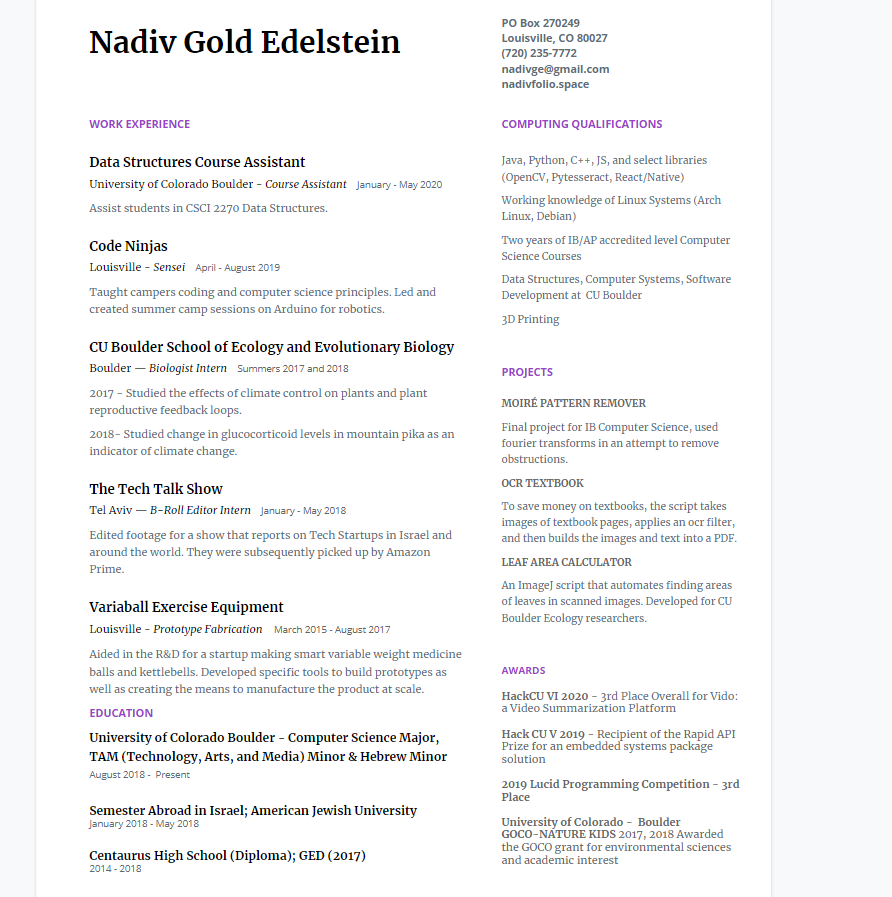 Nadiv Gold Edelstein
PO Box 270249
Louisville, CO 80027
(720) 235-7772
nadivge@gmail.com
nadivfolio.space
WORK EXPERIENCE
Data Structures Course Assistant
University of Colorado Boulder - Course Assistant January - May 2020
Assist students in CSCI 2270 Data Structures.
Code Ninjas
Louisville - Sensei April - August 2019
Taught campers coding and computer science principles. Led and
created summer camp sessions on Arduino for robotics.
CU Boulder School of Ecology and Evolutionary Biology
Boulder — Biologist Intern Summers 2017 and 2018
2017 - Studied the effects of climate control on plants and plant
reproductive feedback loops.
2018- Studied change in glucocorticoid levels in mountain pika as an
indicator of climate change.
The Tech Talk Show
Tel Aviv — B-Roll Editor Intern January - May 2018
Edited footage for a show that reports on Tech Startups in Israel and
around the world. They were subsequently picked up by Amazon
Prime.
Variaball Exercise Equipment
Louisville - Prototype Fabrication March 2015 - August 2017
Aided in the R&D for a startup making smart variable weight medicine
balls and kettlebells. Developed specific tools to build prototypes as
well as creating the means to manufacture the product at scale.
EDUCATION
University of Colorado Boulder - Computer Science Major,
TAM (Technology, Arts, and Media) Minor & Hebrew Minor
August 2018 - Present
Semester Abroad in Israel; American Jewish University
January 2018 - May 2018
Centaurus High School (Diploma); GED (2017)
2014 - 2018
COMPUTING QUALIFICATIONS
Java, Python, C++, JS, and select libraries
(OpenCV, Pytesseract, React/Native)
Working knowledge of Linux Systems (Arch
Linux, Debian)
Two years of IB/AP accredited level Computer
Science Courses
Data Structures, Computer Systems, Software
Development at CU Boulder
3D Printing
PROJECTS
MOIRÉ PATTERN REMOVER
Final project for IB Computer Science, used
fourier transforms in an attempt to remove
obstructions.
OCR TEXTBOOK
To save money on textbooks, the script takes
images of textbook pages, applies an ocr filter,
and then builds the images and text into a PDF.
LEAF AREA CALCULATOR
An ImageJ script that automates finding areas
of leaves in scanned images. Developed for CU
Boulder Ecology researchers.
AWARDS
HackCU VI 2020 - 3rd Place Overall for Vido:
a Video Summarization Platform
Hack CU V 2019 - Recipient of the Rapid API
Prize for an embedded systems package
solution
2019 Lucid Programming Competition - 3rd
Place
University of Colorado - Boulder
GOCO-NATURE KIDS 2017, 2018 Awarded
the GOCO grant for environmental sciences
and academic interest